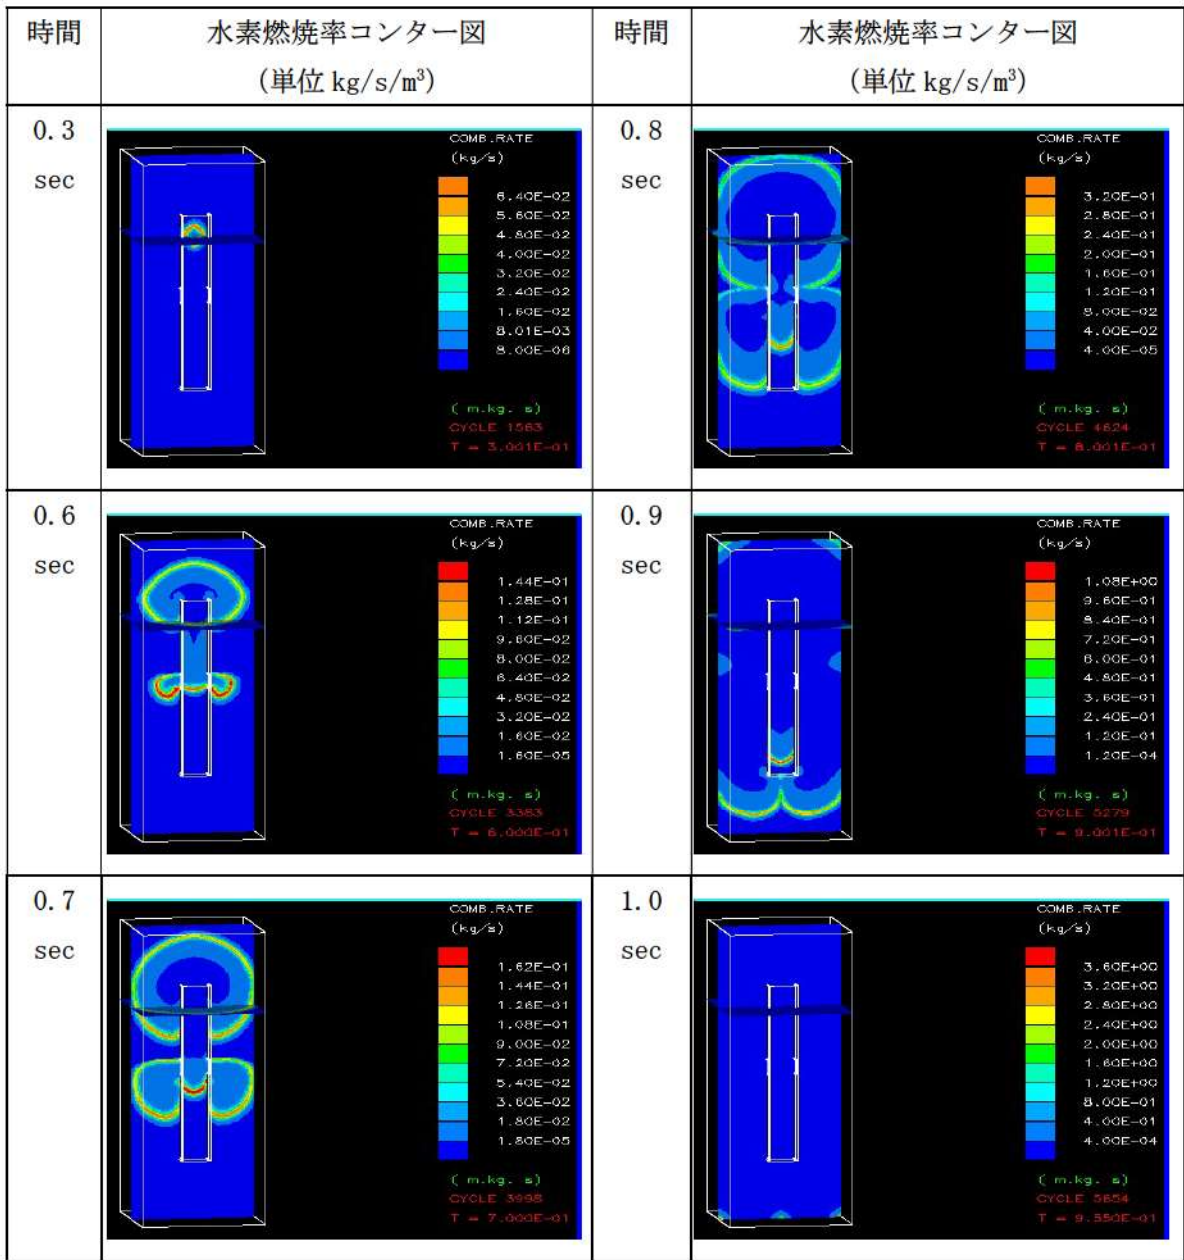 時間
水素燃焼率コンター図
(単位 kg/s/m³)
時間
水素燃焼率コンター図
(単位 kg/s/m³)
0.3
sec
COMB.RATE
(kg/s)
6.40E-02
5.60E-02
4.80E-02
4.00E-02
3.20E-02
2.40E-02
1.60E-02
8.01E-03
8.00E-06
( m.kg. s)
CYCLE 1563
T = 3.001E-01
0.8
sec
COMB.RATE
(kg/s)
3.20E-01
2.80E-01
2.40E-01
2.00E-01
1.60E-01
1.20E-01
8.00E-02
4.00E-02
4.00E-05
( m.kg. s)
CYCLE 4624
T = 8.001E-01
0.6
sec
COMB.RATE
(kg/s)
1.44E-01
1.28E-01
1.12E-01
9.60E-02
8.00E-02
6.40E-02
4.80E-02
3.20E-02
1.60E-02
1.60E-05
( m.kg. s)
CYCLE 3383
T = 6.000E-01
0.9
sec
COMB.RATE
(kg/s)
1.08E+00
9.60E-01
8.40E-01
7.20E-01
6.00E-01
4.80E-01
3.60E-01
2.40E-01
1.20E-01
1.20E-04
( m.kg. s)
CYCLE 5279
T = 9.001E-01
0.7
sec
COMB.RATE
(kg/s)
1.62E-01
1.44E-01
1.26E-01
1.08E-01
9.00E-02
7.20E-02
5.40E-02
3.60E-02
1.80E-02
1.80E-05
( m.kg. s)
CYCLE 3998
T = 7.000E-01
1.0
sec
COMB.RATE
(kg/s)
3.60E+00
3.20E+00
2.80E+00
2.40E+00
2.00E+00
1.60E+00
1.20E+00
8.00E-01
4.00E-01
4.00E-04
( m.kg. s)
CYCLE 5654
T = 9.550E-01